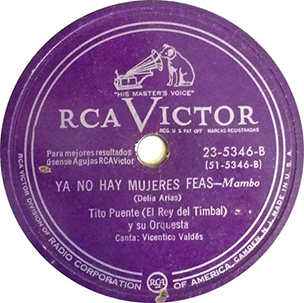 "HIS MASTER'S VOICE"
RCA VICTOR
REG. U.S. PAT OFF MARCAS REGISTRADAS
Para mejores resultados
úsense Agujas RCA Victor
23-5346-B
(51-5346-B)
YA NO HAY MUJERES FEAS—Mambo
(Delia Arias)
Tito Puente (El Rey del Timbal)
y su Orquesta
Canta: Vicentico Valdés
RCA VICTOR DIVISION OF RADIO CORPORATION RCA OF AMERICA, CAMDEN, N.J. MADE IN U.S.A.